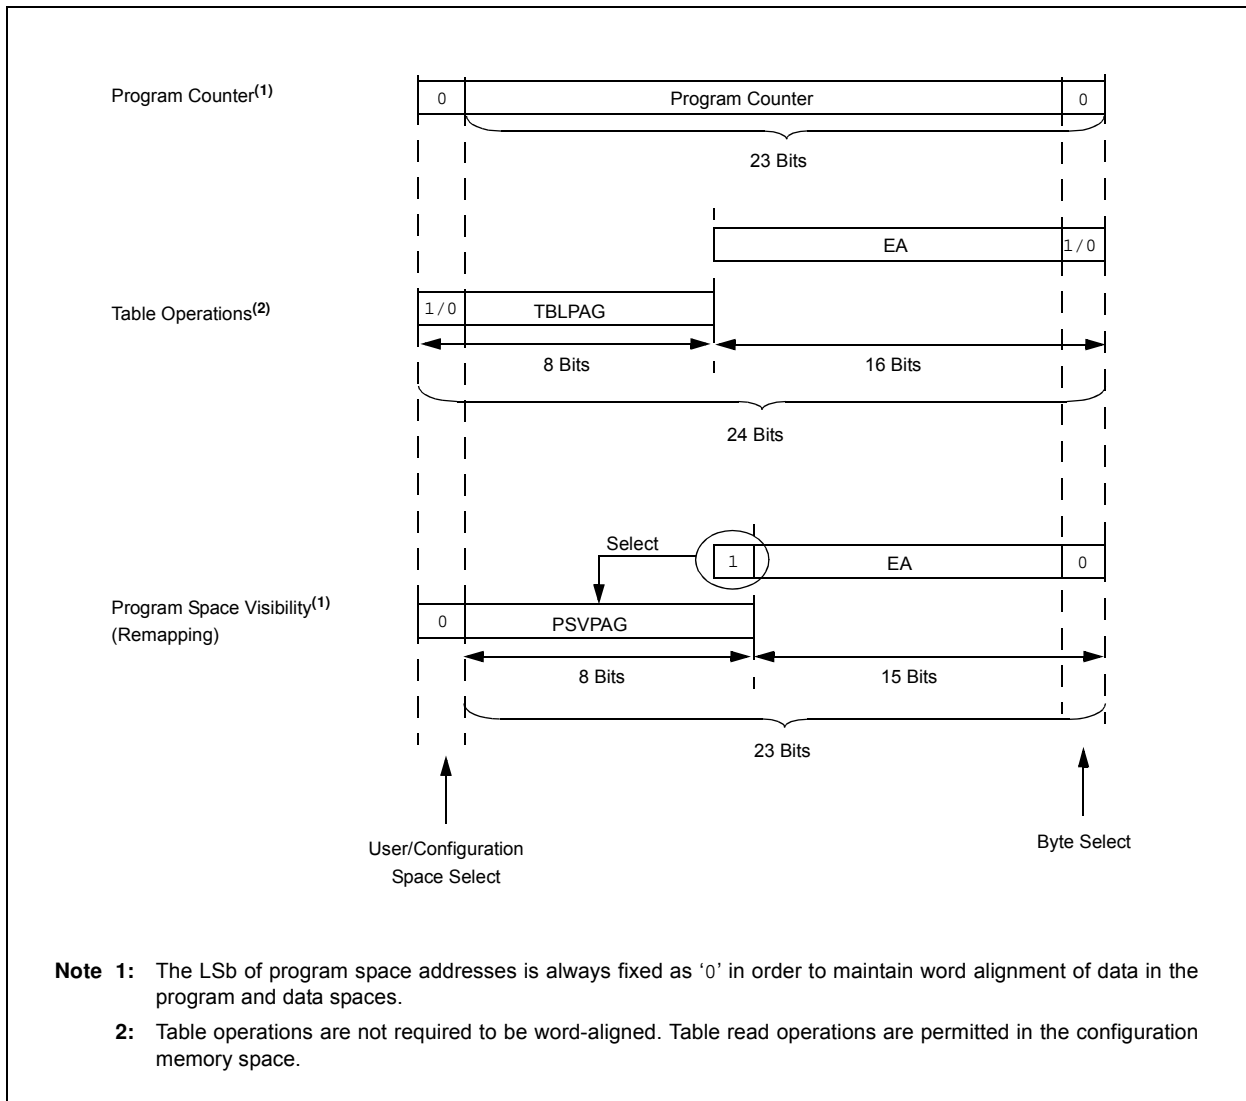 Program Counter(1)
0
Program Counter
0
23 Bits
EA
1/0
Table Operations(2)
1/0
TBLPAG
8 Bits
16 Bits
24 Bits
Select
1
EA
0
Program Space Visibility(1)
(Remapping)
0
PSVPAG
8 Bits
15 Bits
23 Bits
User/Configuration
Space Select
Byte Select
Note 1: The LSb of program space addresses is always fixed as ‘0’ in order to maintain word alignment of data in the
program and data spaces.
2: Table operations are not required to be word-aligned. Table read operations are permitted in the configuration
memory space.